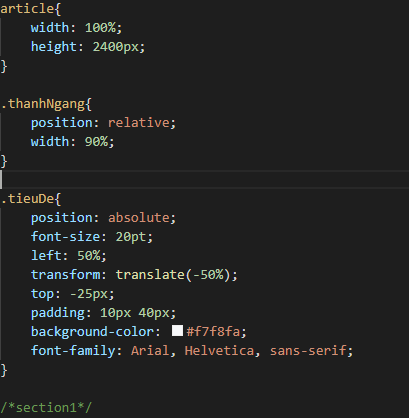 article{
    width: 100%;
    height: 2400px;
}

.thanhNgang{
    position: relative;
    width: 90%;
}

.tieuDe{
    position: absolute;
    font-size: 20pt;
    left: 50%;
    transform: translate(-50%);
    top: -25px;
    padding: 10px 40px;
    background-color: #f7f8fa;
    font-family: Arial, Helvetica, sans-serif;
}

/*section1*/